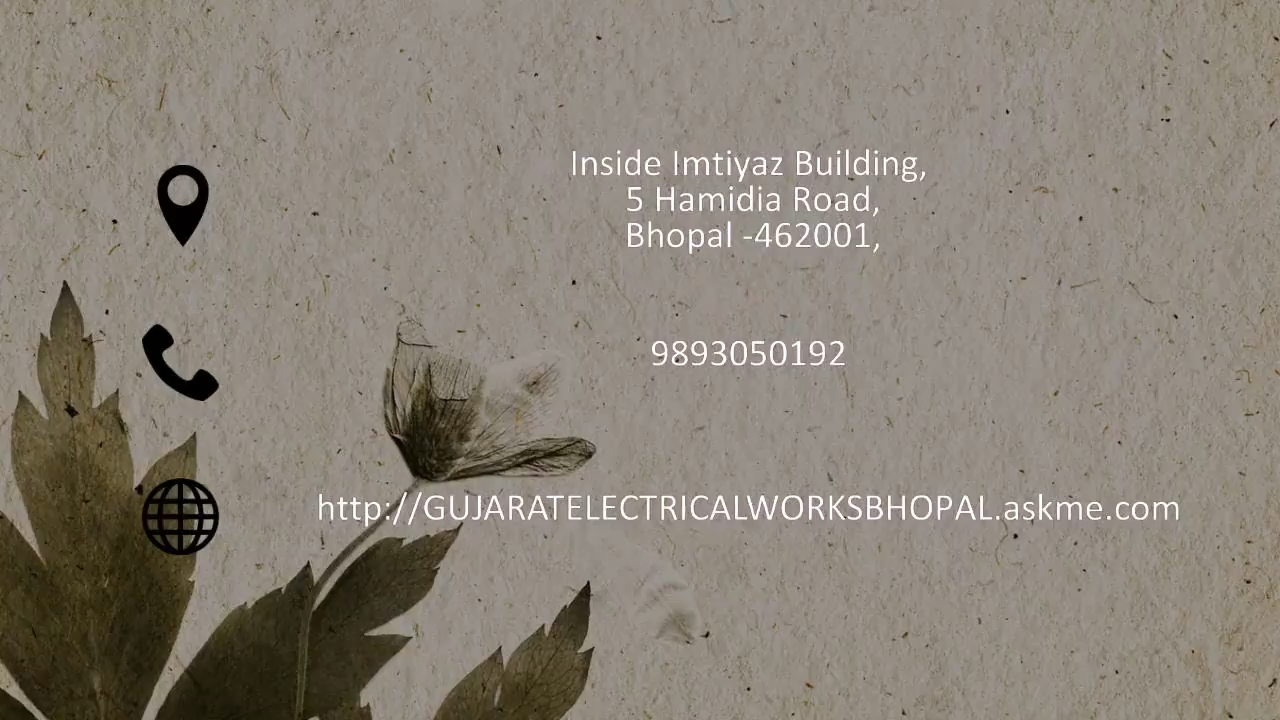 Inside Imtiyaz Building,
5 Hamidia Road,
Bhopal -462001,
9893050192
http://GUJARATELECTRICALWORKSBHOPAL.askme.com